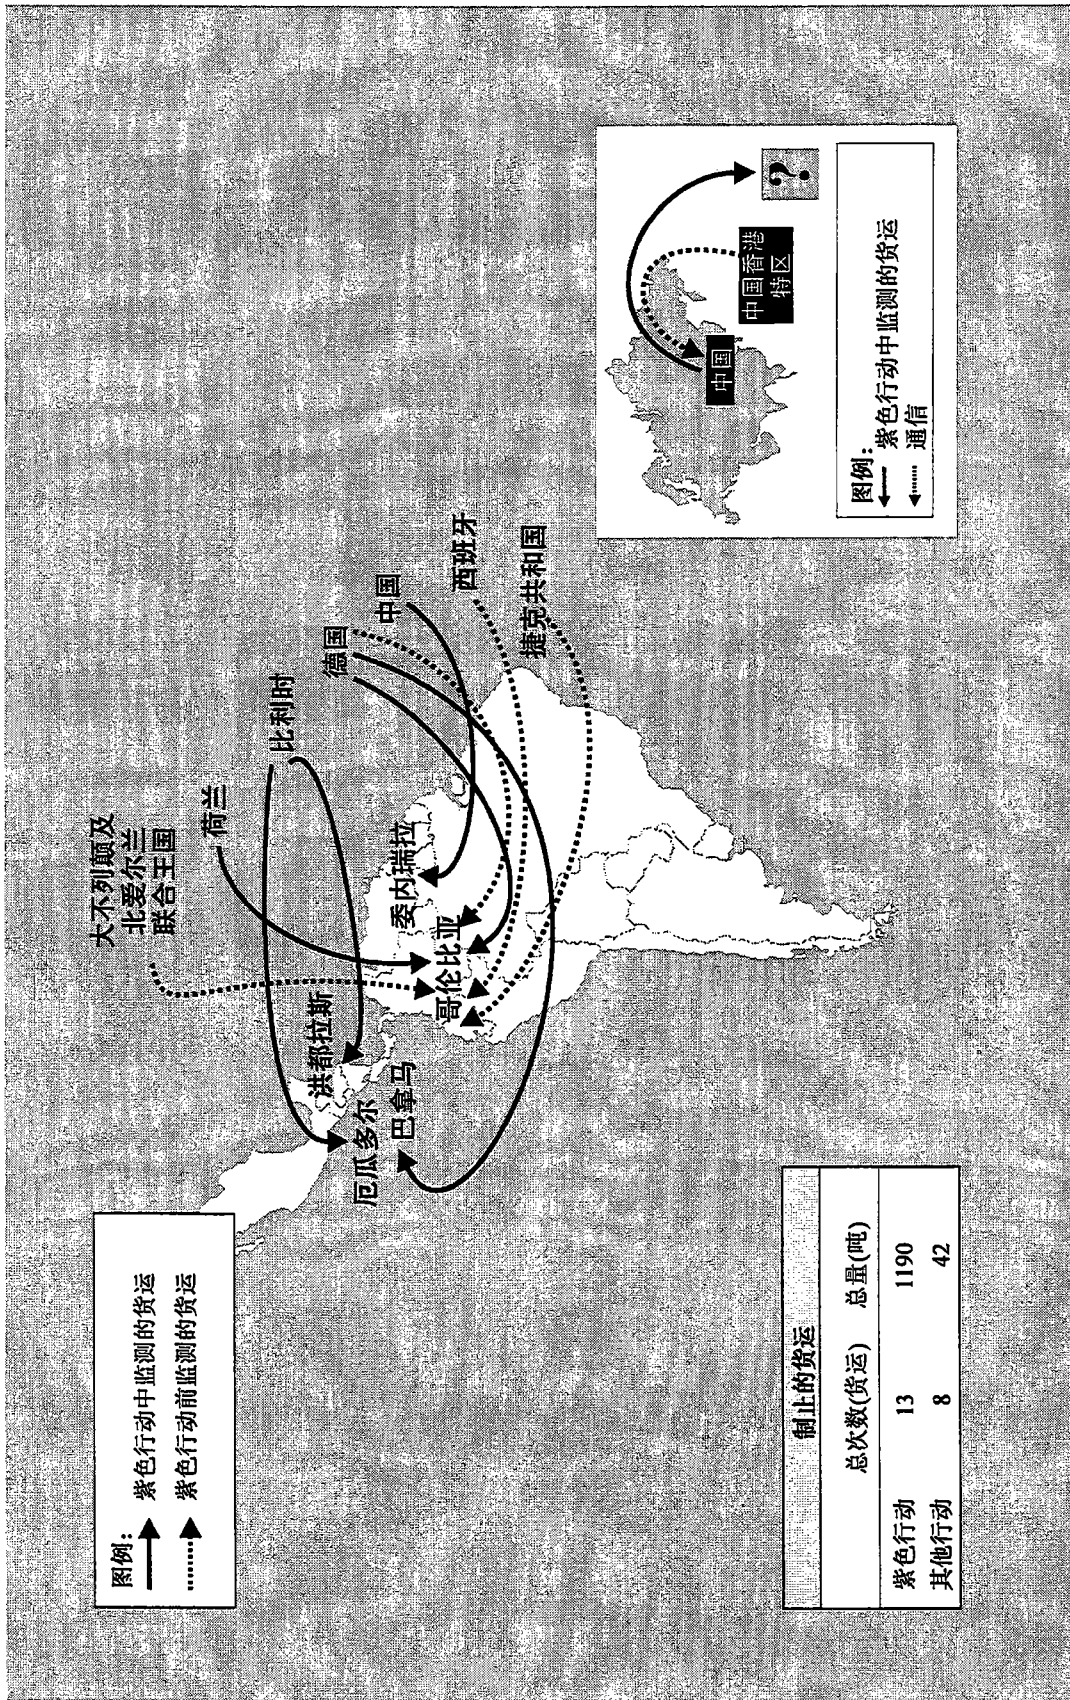 图例:
紫色行动中监测的货运
紫色行动前监测的货运
大不列颠及
北爱尔兰
联合王国
荷兰
比利时
德国
中国
西班牙
捷克共和国
洪都拉斯
厄瓜多尔
巴拿马
哥伦比亚
委内瑞拉
制止的货运
总次数(货运) 总量(吨)
紫色行动 13 1190
其他行动 8 42
中国
中国香港
特区
?
图例:
紫色行动中监测的货运
通信